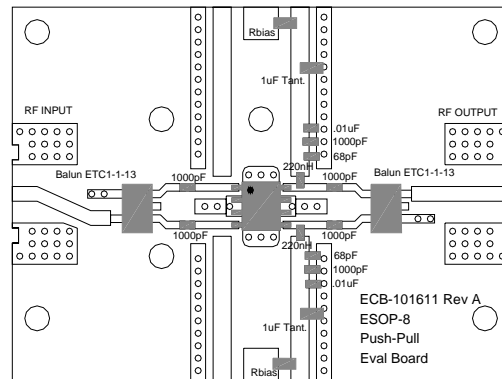 Rbias
1uF Tant.
RF INPUT
RF OUTPUT
.01uF
1000pF
68pF
220nH
Balun ETC1-1-13
1000pF
1000pF
Balun ETC1-1-13
1000pF
1000pF
220nH
68pF
1000pF
.01uF
1uF Tant.
Rbias
ECB-101611 Rev A
ESOP-8
Push-Pull
Eval Board